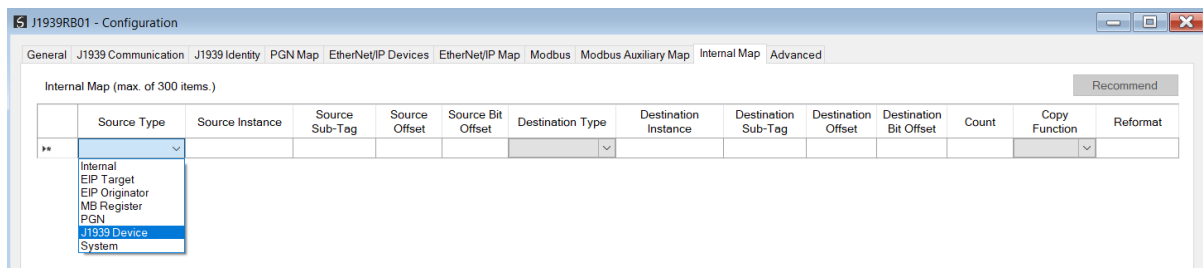 J1939RB01 - Configuration
General J1939 Communication J1939 Identity PGN Map EtherNet/IP Devices EtherNet/IP Map Modbus Modbus Auxiliary Map Internal Map Advanced
Internal Map (max. of 300 items.)
Recommend
Source Type Source Instance Source Sub-Tag Source Offset Source Bit Offset Destination Type Destination Instance Destination Sub-Tag Destination Offset Destination Bit Offset Count Copy Function Reformat
Internal
EIP Target
EIP Originator
MB Register
PGN
J1939 Device
System